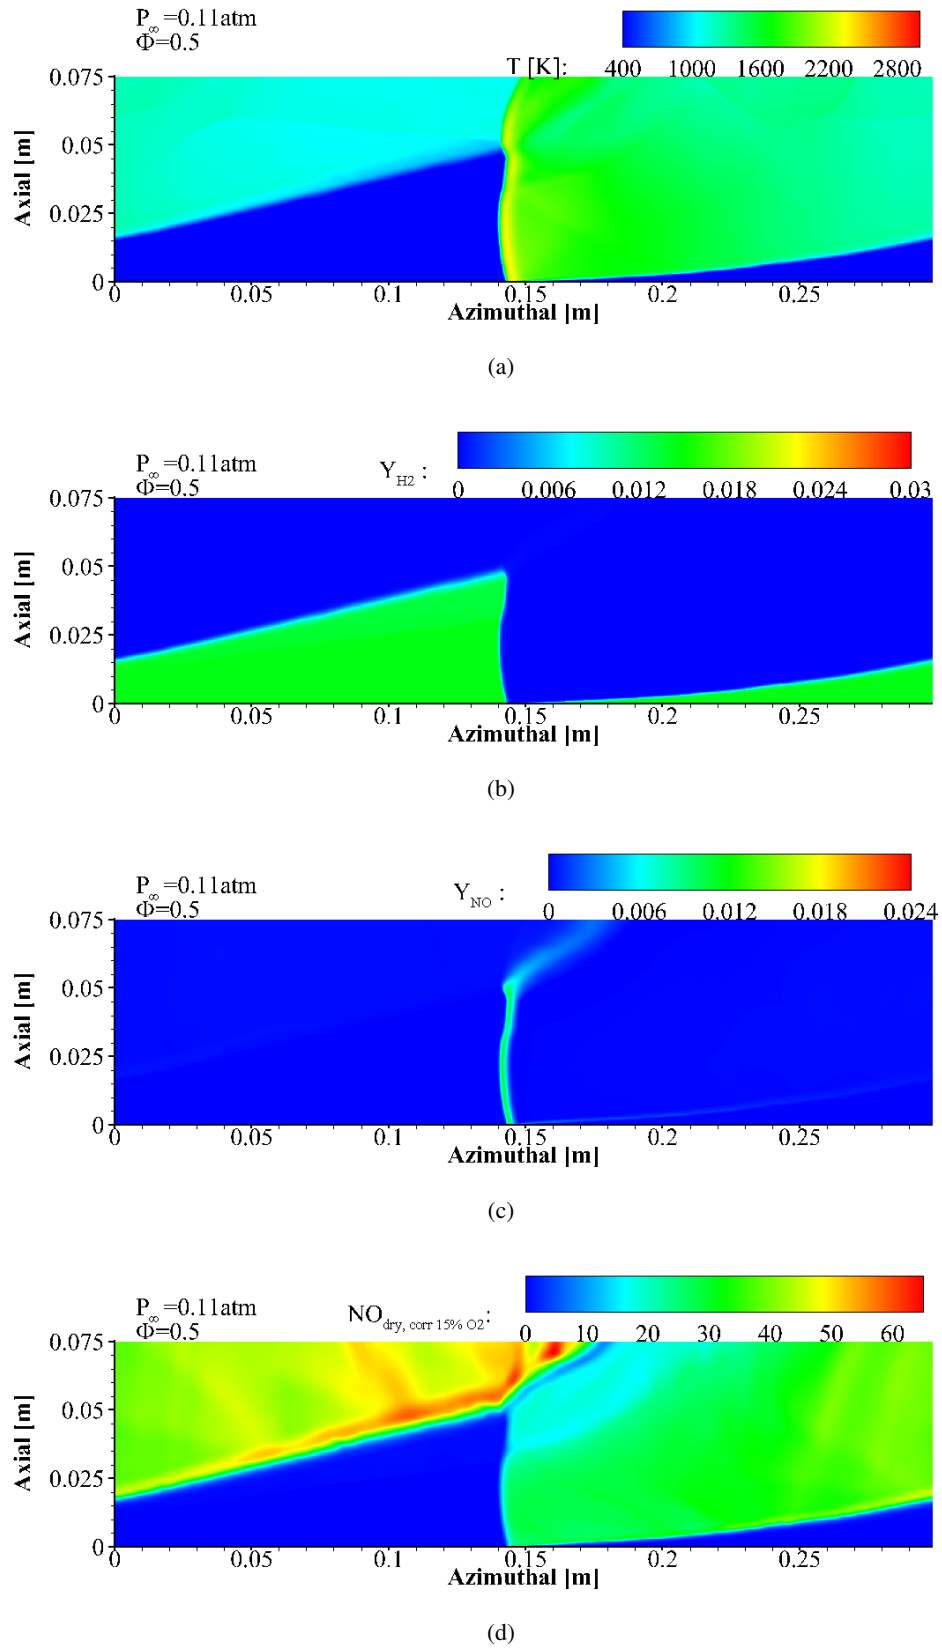 P∞=0.11atm
Φ=0.5
T [K]: 400 1000 1600 2200 2800
0.075
0.05
0.025
0
Axial [m]
0 0.05 0.1 0.15 0.2 0.25
Azimuthal [m]
(a)
P∞=0.11atm
Φ=0.5
Y_H2 : 0 0.006 0.012 0.018 0.024 0.03
0.075
0.05
0.025
0
Axial [m]
0 0.05 0.1 0.15 0.2 0.25
Azimuthal [m]
(b)
P∞=0.11atm
Φ=0.5
Y_NO : 0 0.006 0.012 0.018 0.024
0.075
0.05
0.025
0
Axial [m]
0 0.05 0.1 0.15 0.2 0.25
Azimuthal [m]
(c)
P∞=0.11atm
Φ=0.5
NO_dry, corr 15% O2: 0 10 20 30 40 50 60
0.075
0.05
0.025
0
Axial [m]
0 0.05 0.1 0.15 0.2 0.25
Azimuthal [m]
(d)